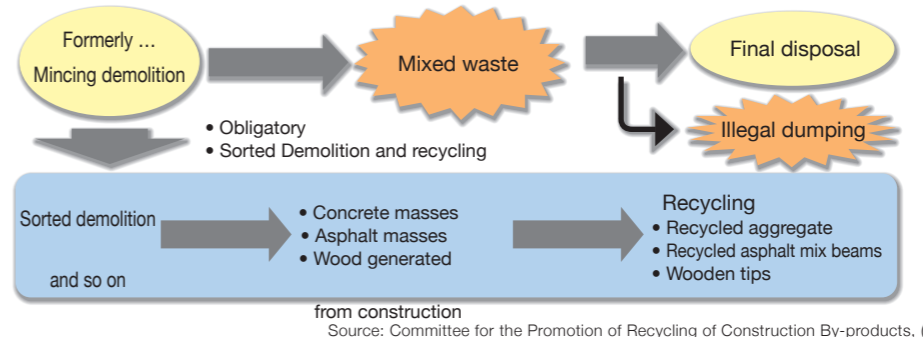 Formerly ...
Mincing demolition
Mixed waste
Final disposal
Illegal dumping
• Obligatory
• Sorted Demolition and recycling
Sorted demolition
and so on
• Concrete masses
• Asphalt masses
• Wood generated
from construction
Recycling
• Recycled aggregate
• Recycled asphalt mix beams
• Wooden tips
Source: Committee for the Promotion of Recycling of Construction By-products, (